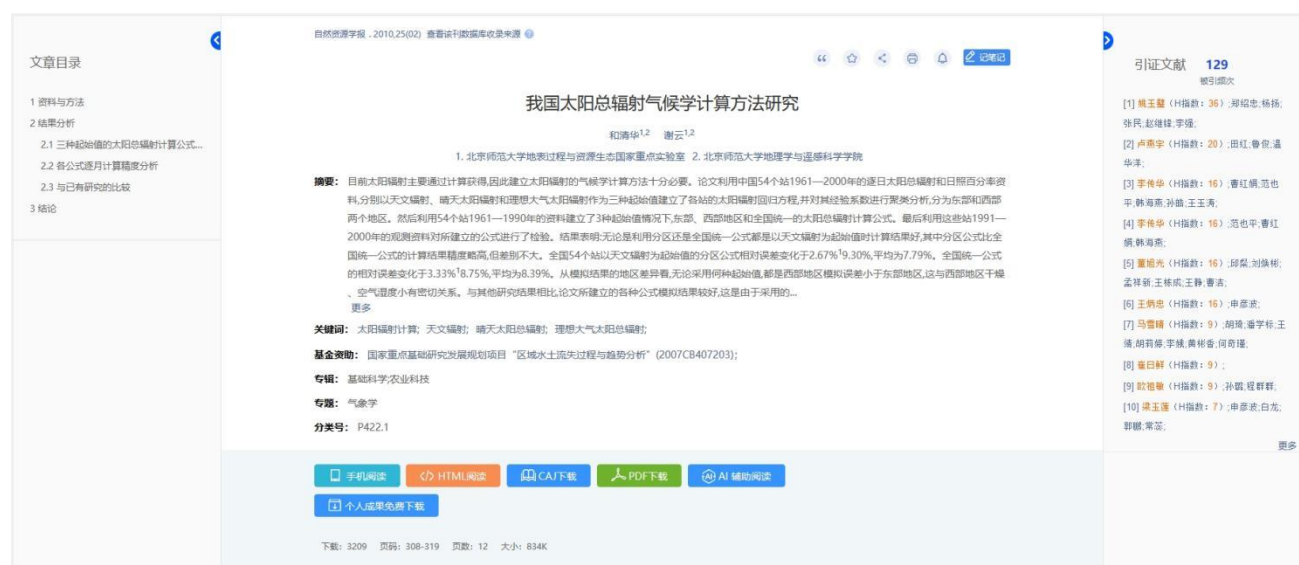 文章目录
1 资料与方法
2 结果分析
2.1 三种起始值的太阳总辐射计算公式...
2.2 各公式逐月计算精度分析
2.3 与已有研究的比较
3 结论
自然资源学报 . 2010,25(02) 查看该刊数据库收录来源
记笔记
我国太阳总辐射气候学计算方法研究
和清华1,2 谢云1,2
1. 北京师范大学地表过程与资源生态国家重点实验室 2. 北京师范大学地理学与遥感科学学院
摘要： 目前太阳辐射主要通过计算获得,因此建立太阳辐射的气候学计算方法十分必要。论文利用中国54个站1961—2000年的逐日太阳总辐射和日照百分率资
料,分别以天文辐射、晴天太阳辐射和理想大气太阳辐射作为三种起始值建立了各站的太阳辐射回归方程,并对其经验系数进行聚类分析,分为东部和西部
两个地区。然后利用54个站1961—1990年的资料建立了3种起始值情况下,东部、西部地区和全国统一的太阳总辐射计算公式。最后利用这些站1991—
2000年的观测资料对所建立的公式进行了检验。结果表明:无论是利用分区还是全国统一公式都是以天文辐射为起始值时计算结果好,其中分区公式比全
国统一公式的计算结果精度略高,但差别不大。全国54个站以天文辐射为起始值的分区公式相对误差变化于2.67%¹9.30%,平均为7.79%。全国统一公式
的相对误差变化于3.33%¹8.75%,平均为8.39%。从模拟结果的地区差异看,无论采用何种起始值,都是西部地区模拟误差小于东部地区,这与西部地区干燥
、空气湿度小有密切关系。与其他研究结果相比,论文所建立的各种公式模拟结果较好,这是由于采用的...
更多
关键词： 太阳辐射计算; 天文辐射; 晴天太阳总辐射; 理想大气太阳总辐射;
基金资助： 国家重点基础研究发展规划项目“区域水土流失过程与趋势分析”(2007CB407203);
专辑： 基础科学;农业科技
专题： 气象学
分类号： P422.1
手机阅读 HTML阅读 CAJ下载 PDF下载 AI 辅助阅读
个人成果免费下载
下载: 3209 页码: 308-319 页数: 12 大小: 834K
引证文献 129
被引频次
[1] 姚玉璧（H指数: 36）;郑绍忠;杨扬;
张民;赵维锋;李强;
[2] 卢燕宇（H指数: 20）;田红;鲁俊;温
华洋;
[3] 李传华（H指数: 16）;曹红娟;范也
平;韩海燕;孙皓;王玉涛;
[4] 李传华（H指数: 16）;范也平;曹红
娟;韩海燕;
[5] 董旭光（H指数: 16）;邱粲;刘焕彬;
孟祥新;王栋成;王静;曹洁;
[6] 王炳忠（H指数: 16）;申彦波;
[7] 马雪晴（H指数: 9）;胡琦;潘学标;王
靖;胡莉婷;李候;黄彬香;何奇瑾;
[8] 崔日鲜（H指数: 9）;
[9] 欧祖敏（H指数: 9）;孙璐;程群群;
[10] 梁玉莲（H指数: 7）;申彦波;白龙;
郭鹏;常蕊;
更多